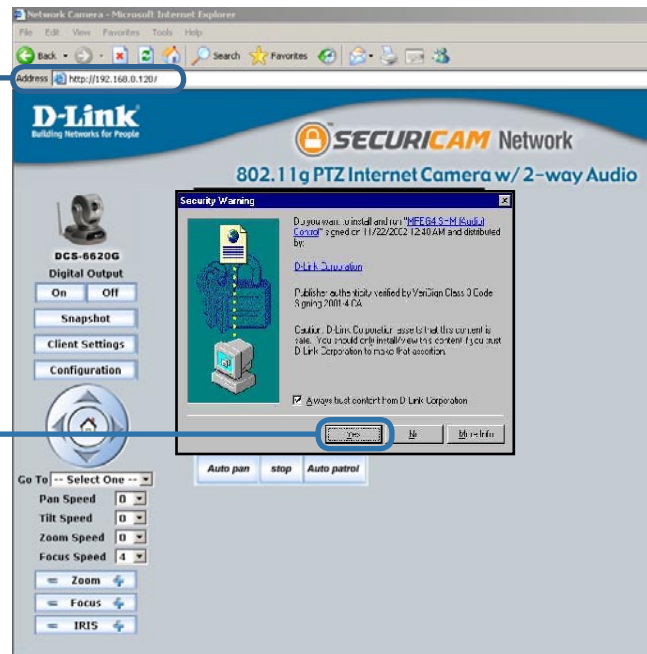 Network Camera - Microsoft Internet Explorer
File Edit View Favorites Tools Help
Back Search Favorites
Address http://192.168.0.120/
D-Link
Building Networks for People
SECURICAM Network
802.11g PTZ Internet Camera w/ 2-way Audio
DCS-6620G
Digital Output
On Off
Snapshot
Client Settings
Configuration
Go To -- Select One --
Pan Speed 0
Tilt Speed 0
Zoom Speed 0
Focus Speed 4
Zoom
Focus
IRIS
Security Warning
Do you want to install and run "MPEG4 SHM (Audio)
Control" signed on 11/22/2002 12:40 AM and distributed
by:
D-Link Corporation
Publisher authenticity verified by VeriSign Class 3 Code
Signing 2001-4 CA
Caution: D-Link Corporation asserts that this content is
safe. You should only install/view this content if you trust
D-Link Corporation to make that assertion.
Always trust content from D-Link Corporation
Yes No More Info
Auto pan stop Auto patrol